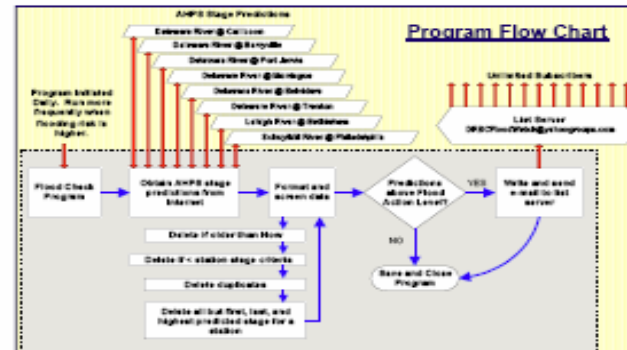 AHPS Stage Predictions
Program Flow Chart
Delaware River @ Callicoon
Delaware River @ Barryville
Delaware River @ Port Jervis
Delaware River @ Montague
Delaware River @ Belvidere
Delaware River @ Trenton
Lehigh River @ Bethlehem
Schuylkill River @ Philadelphia
Unlimited Subscribers
List Server
Program Initiated
Daily. Run more
frequently when
flooding risk is
higher.
Flood Check
Program
Obtain AHPS stage
predictions from
Internet
Format and
screen data
Predictions
above Flood
Action Level?
YES
Write and send
e-mail to list
server
NO
Save and Close
Program
Delete if older than Now
Delete if < station stage criteria
Delete duplicates
Delete all but first, last, and
highest predicted stage for a
station